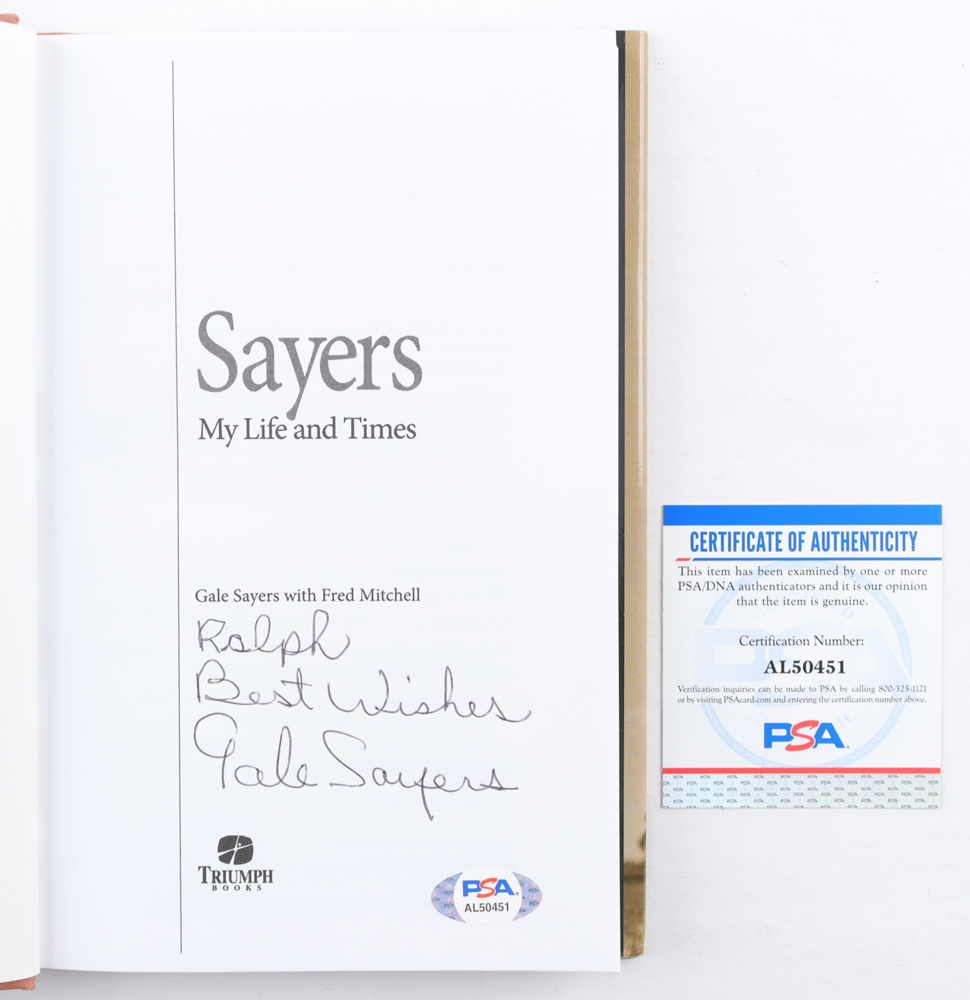 Sayers
My Life and Times
Gale Sayers with Fred Mitchell
Ralph
Best Wishes
Gale Sayers
TRIUMPH
BOOKS
PSA
AL50451
CERTIFICATE OF AUTHENTICITY
This item has been examined by one or more
PSA/DNA authenticators and it is our opinion
that the item is genuine.
Certification Number:
AL50451
Verification inquiries can be made to PSA by calling 800-325-1121
or by visiting PSAcard.com and entering the certification number above.
PSA